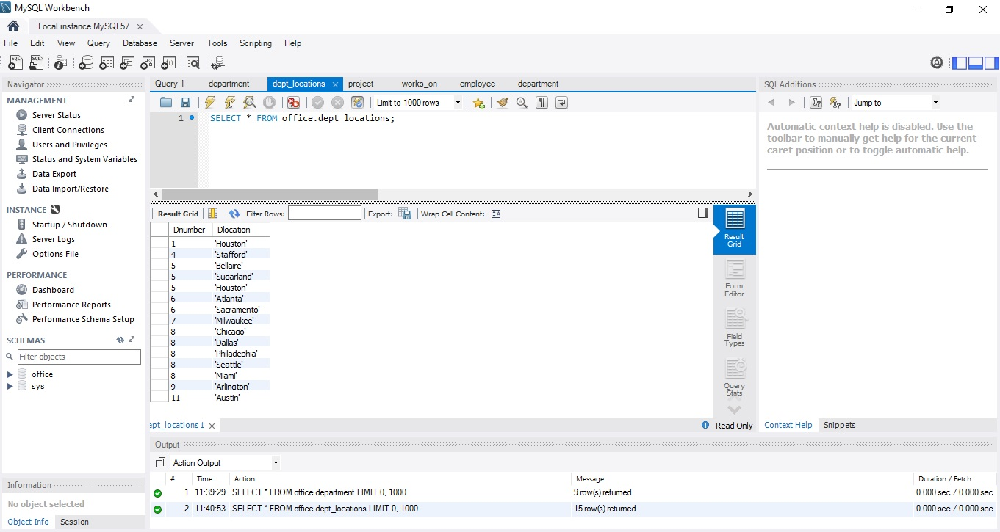 MySQL Workbench
Local instance MySQL57
File Edit View Query Database Server Tools Scripting Help
Navigator
MANAGEMENT
Server Status
Client Connections
Users and Privileges
Status and System Variables
Data Export
Data Import/Restore
INSTANCE
Startup / Shutdown
Server Logs
Options File
PERFORMANCE
Dashboard
Performance Reports
Performance Schema Setup
SCHEMAS
Filter objects
office
sys
Information
No object selected
Object Info Session
Query 1 department dept_locations project works_on employee department
Limit to 1000 rows
1 SELECT * FROM office.dept_locations;
Result Grid Filter Rows: Export: Wrap Cell Content:
Dnumber Dlocation
1 'Houston'
4 'Stafford'
5 'Bellaire'
5 'Sugarland'
5 'Houston'
6 'Atlanta'
6 'Sacramento'
7 'Milwaukee'
8 'Chicago'
8 'Dallas'
8 'Philadephia'
8 'Seattle'
8 'Miami'
9 'Arlington'
11 'Austin'
Result
Grid
Form
Editor
Field
Types
Query
Stats
ept_locations 1
Read Only
SQLAdditions
Jump to
Automatic context help is disabled. Use the
toolbar to manually get help for the current
caret position or to toggle automatic help.
Context Help Snippets
Output
Action Output
# Time Action Message Duration / Fetch
1 11:39:29 SELECT * FROM office.department LIMIT 0, 1000 9 row(s) returned 0.000 sec / 0.000 sec
2 11:40:53 SELECT * FROM office.dept_locations LIMIT 0, 1000 15 row(s) returned 0.000 sec / 0.000 sec